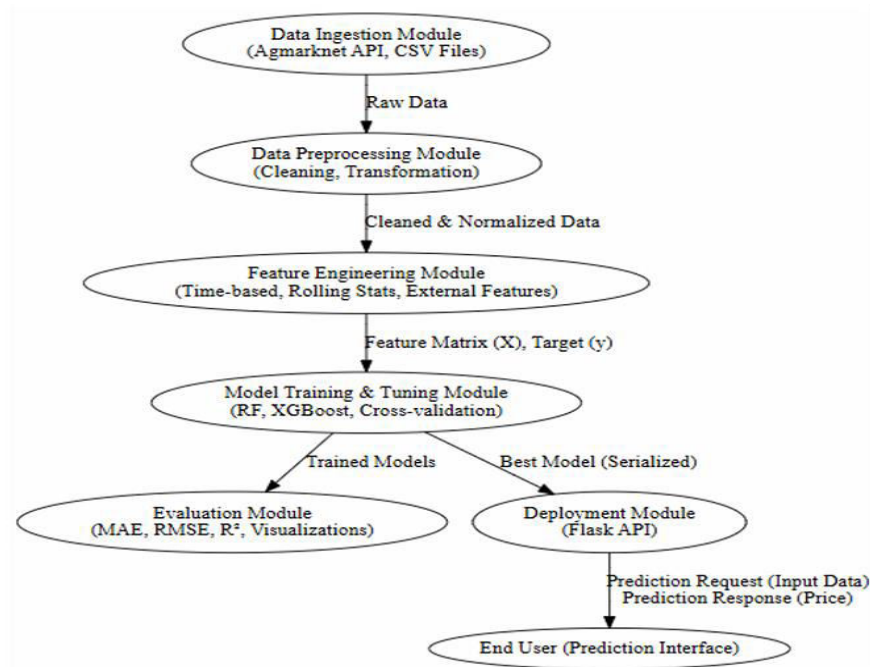 Data Ingestion Module
(Agmarknet API, CSV Files)
Raw Data
Data Preprocessing Module
(Cleaning, Transformation)
Cleaned & Normalized Data
Feature Engineering Module
(Time-based, Rolling Stats, External Features)
Feature Matrix (X), Target (y)
Model Training & Tuning Module
(RF, XGBoost, Cross-validation)
Trained Models
Best Model (Serialized)
Evaluation Module
(MAE, RMSE, R², Visualizations)
Deployment Module
(Flask API)
Prediction Request (Input Data)
Prediction Response (Price)
End User (Prediction Interface)